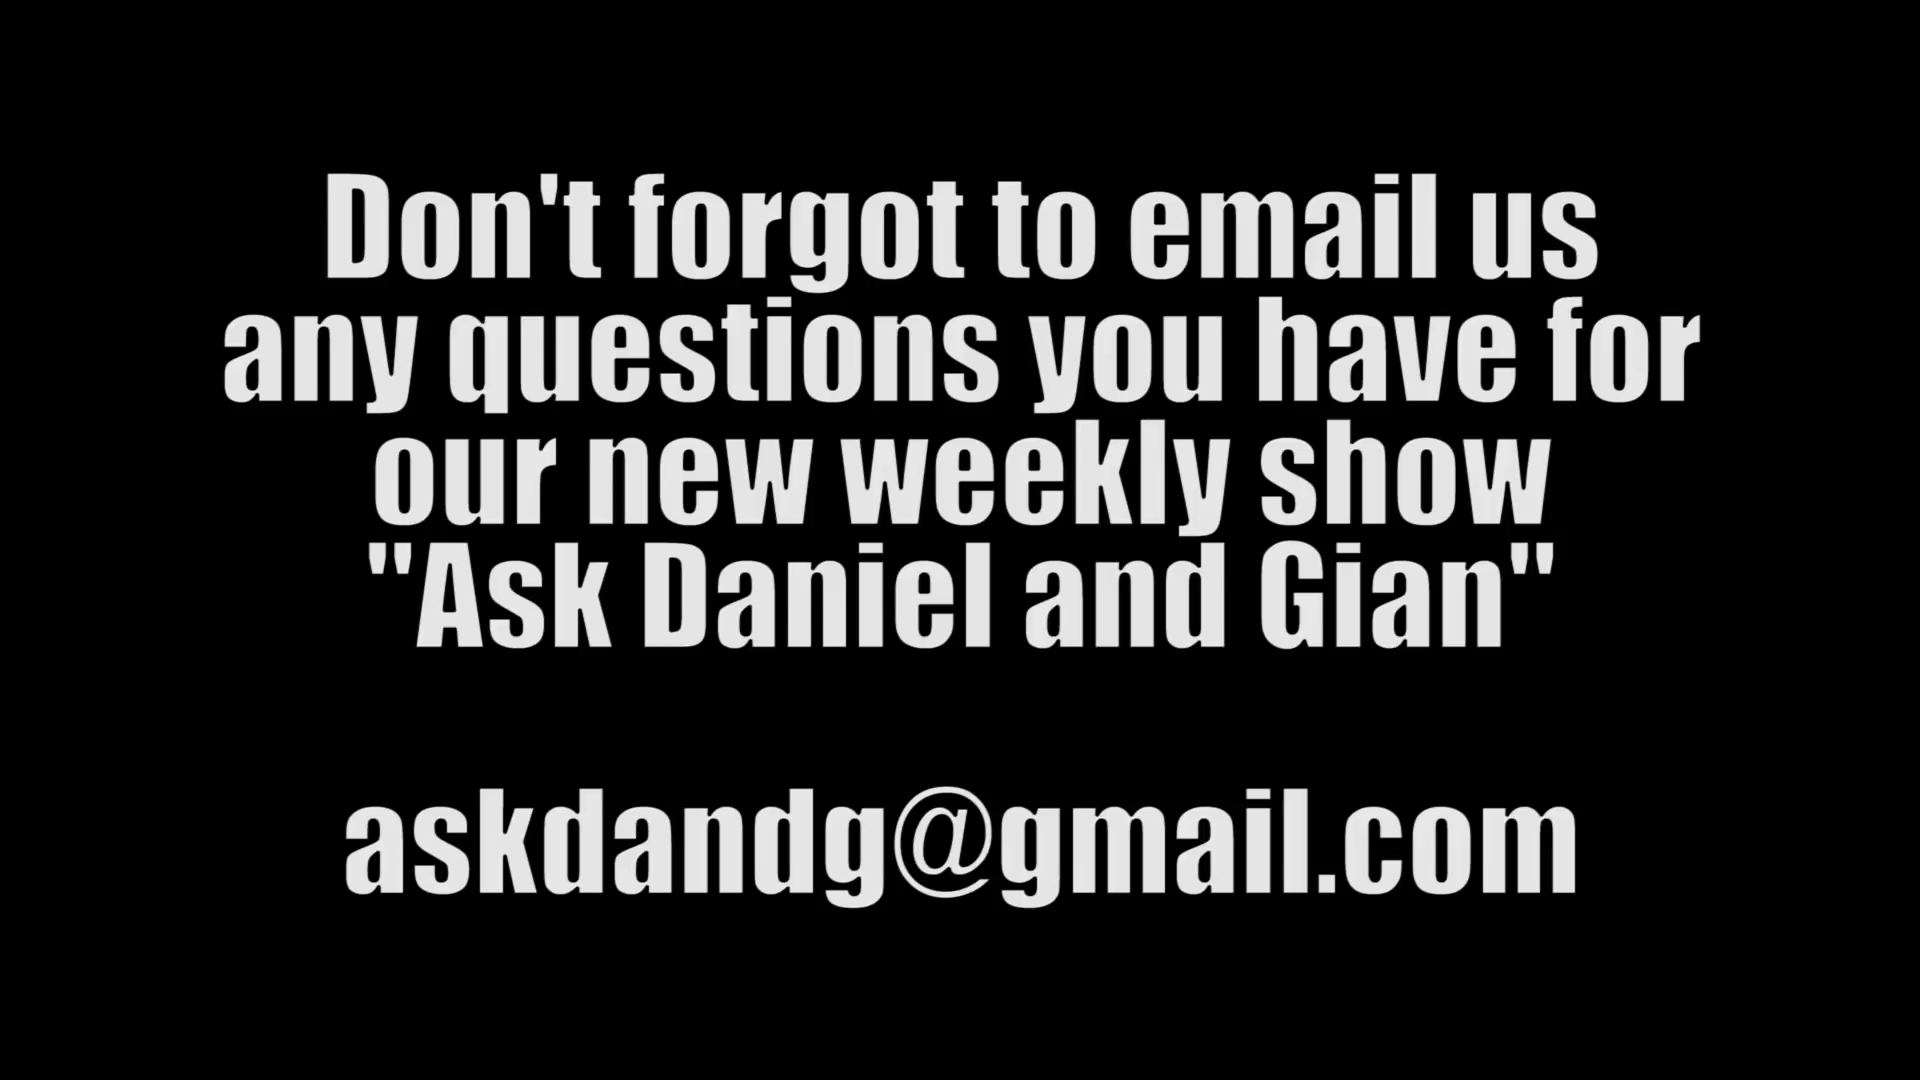 Don't forgot to email us
any questions you have for
our new weekly show
"Ask Daniel and Gian"
askdandg@gmail.com